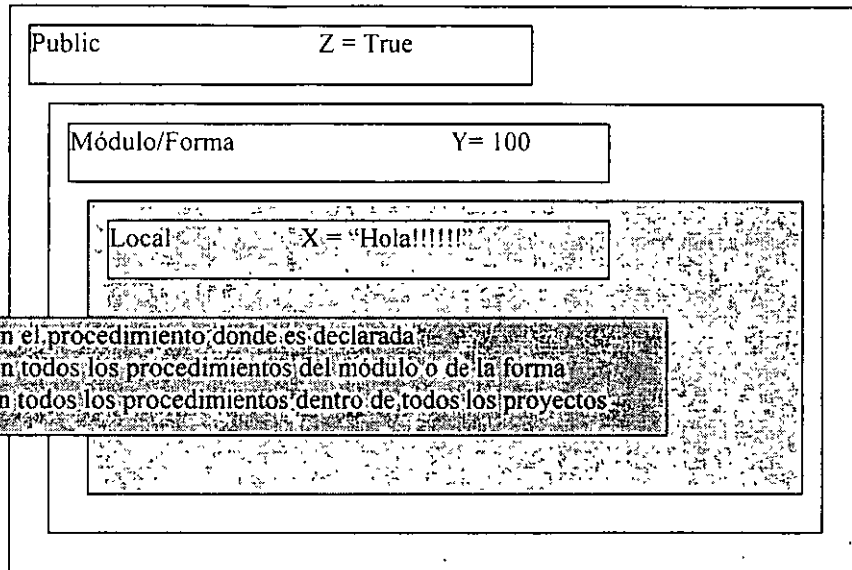 Public Z = True
Módulo/Forma Y= 100
Local X = “Hola!!!!!!”
n el procedimiento donde es declarada
n todos los procedimientos del módulo o de la forma
n todos los procedimientos dentro de todos los proyectos